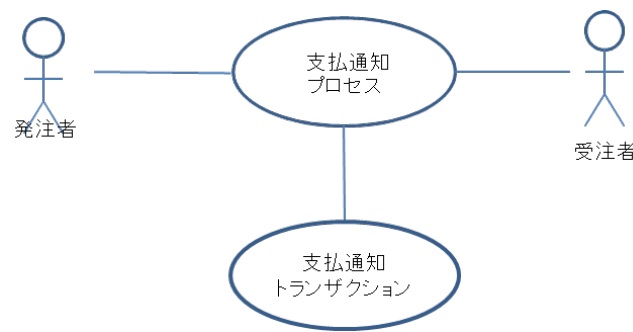 支払通知
プロセス
発注者
受注者
支払通知
トランザクション